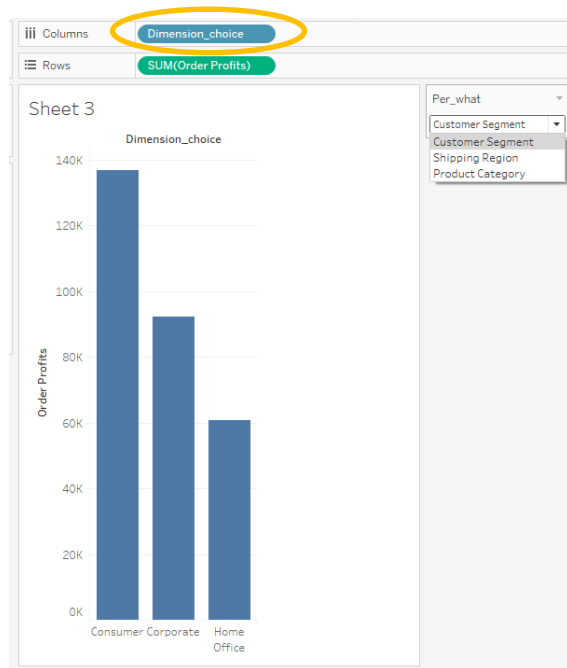 Columns
Dimension_choice
Rows
SUM(Order Profits)
Sheet 3
Dimension_choice
140K
120K
100K
80K
60K
40K
20K
0K
Order Profits
Consumer
Corporate
Home
Office
Per_what
Customer Segment
Customer Segment
Shipping Region
Product Category